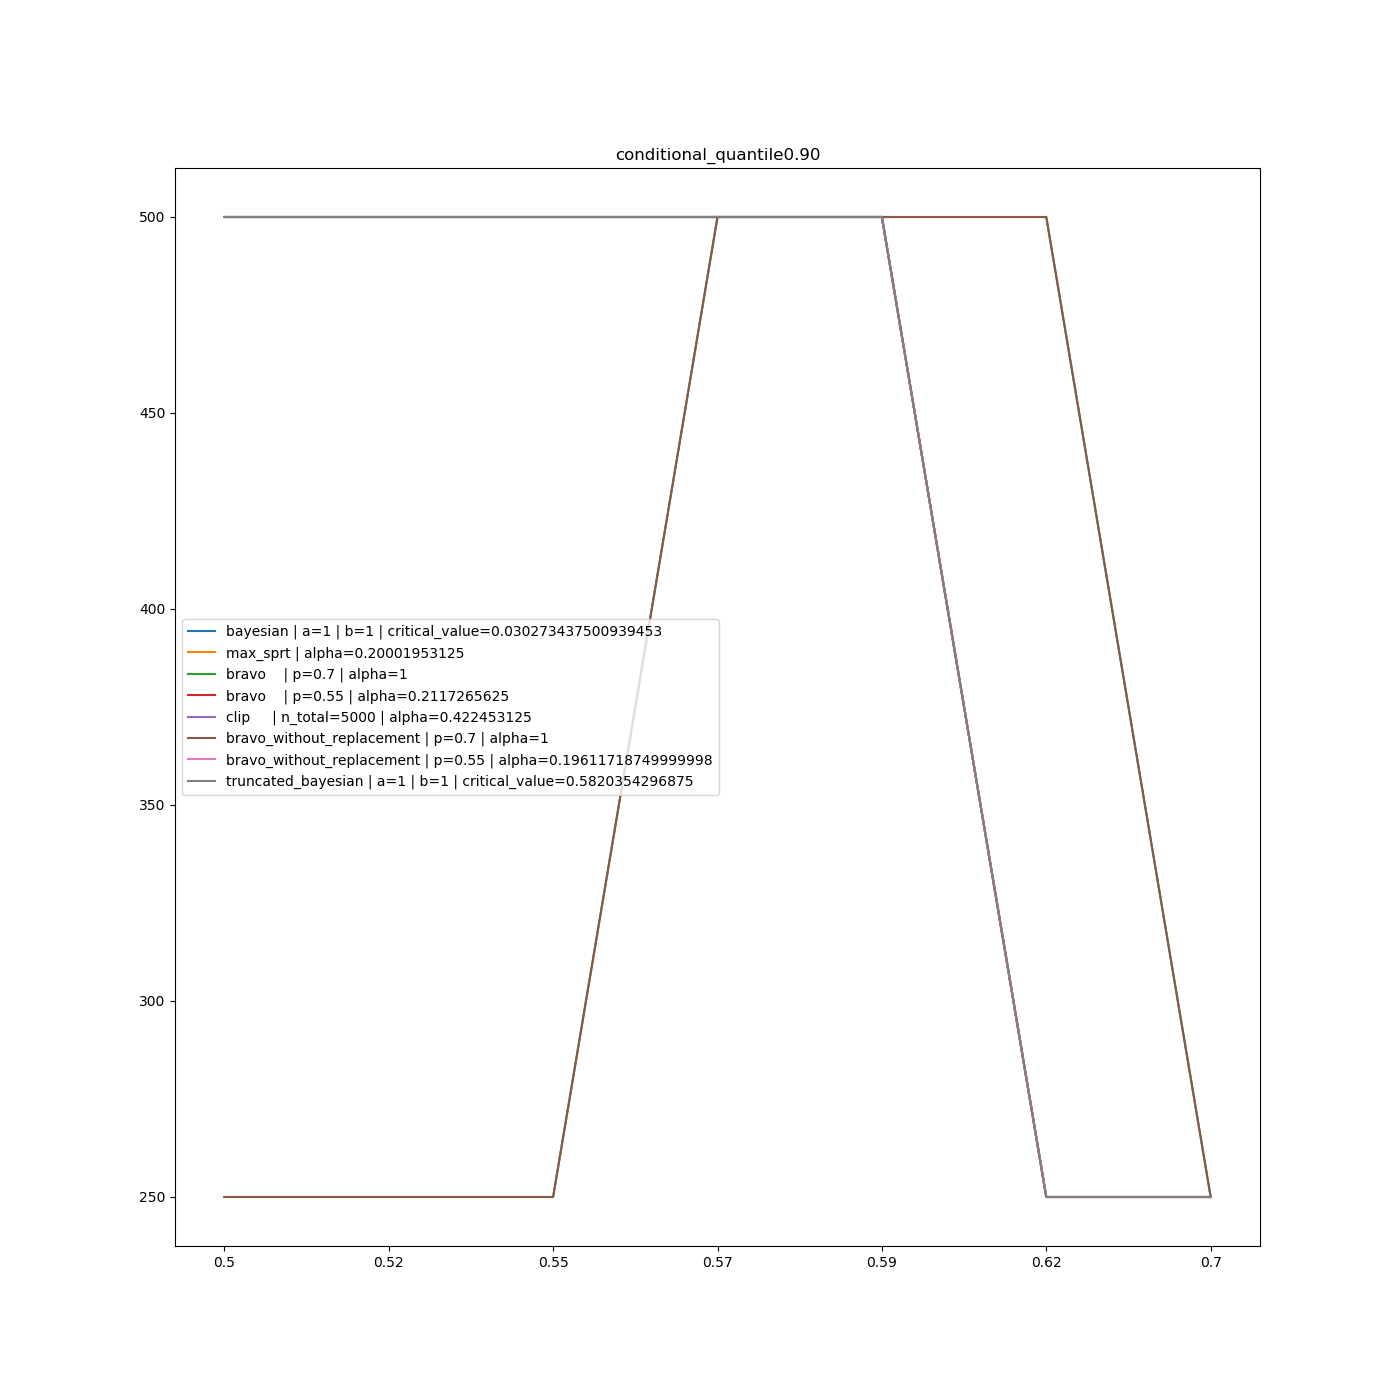 conditional_quantile0.90
500
450
400
350
300
250
bayesian | a=1 | b=1 | critical_value=0.030273437500939453
max_sprt | alpha=0.20001953125
bravo    | p=0.7 | alpha=1
bravo    | p=0.55 | alpha=0.2117265625
clip     | n_total=5000 | alpha=0.422453125
bravo_without_replacement | p=0.7 | alpha=1
bravo_without_replacement | p=0.55 | alpha=0.19611718749999998
truncated_bayesian | a=1 | b=1 | critical_value=0.5820354296875
0.5 0.52 0.55 0.57 0.59 0.62 0.7